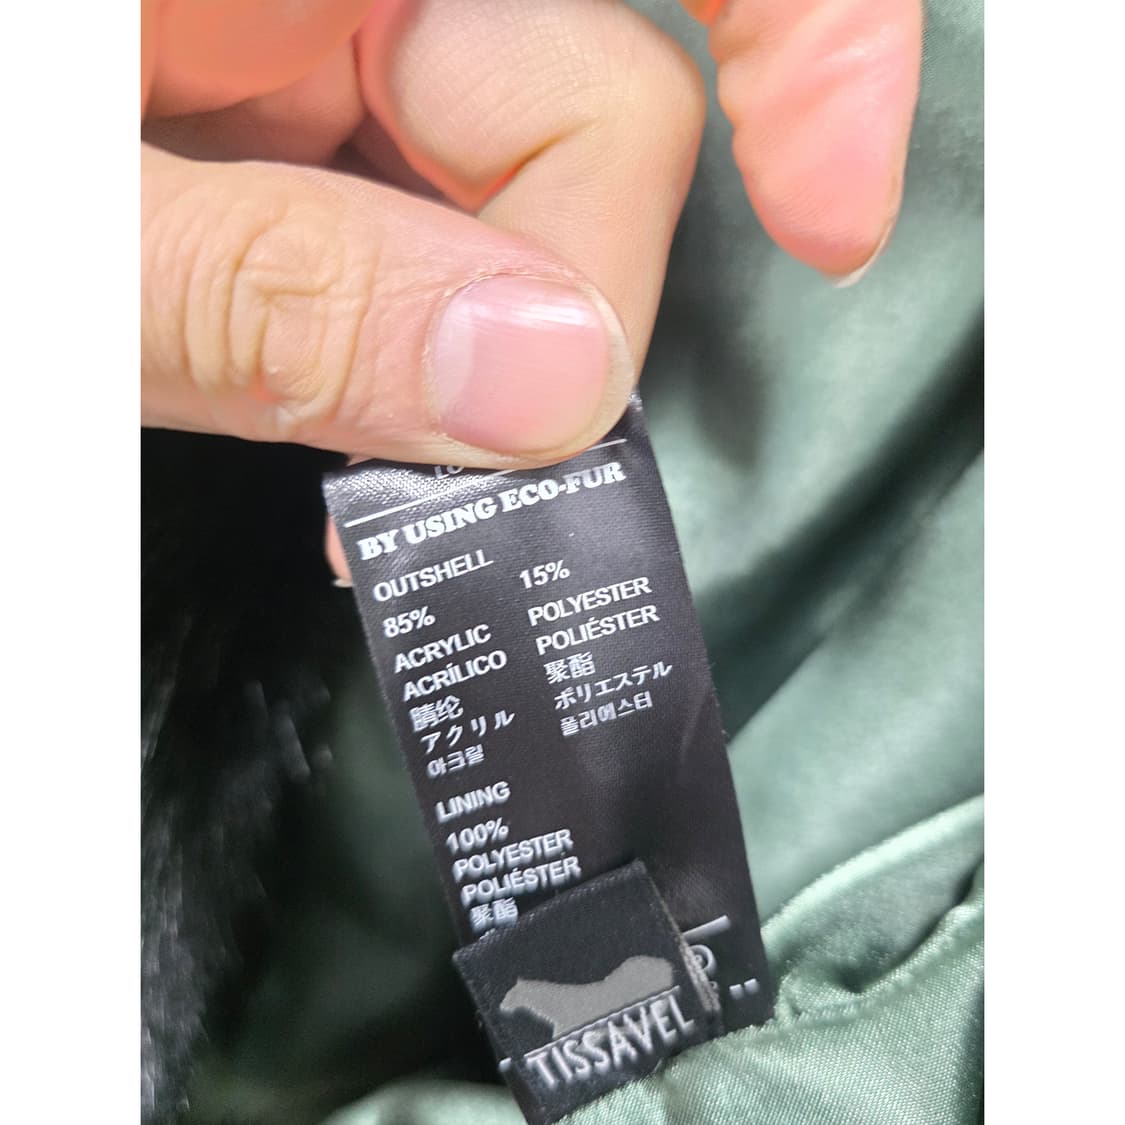 BY USING ECO-FUR
OUTSHELL
85%
ACRYLIC
ACRÍLICO
腈纶
アクリル
아크릴
15%
POLYESTER
POLIÉSTER
聚酯
ポリエステル
폴리에스터
LINING
100%
POLYESTER
POLIÉSTER
聚酯
TISSAVEL